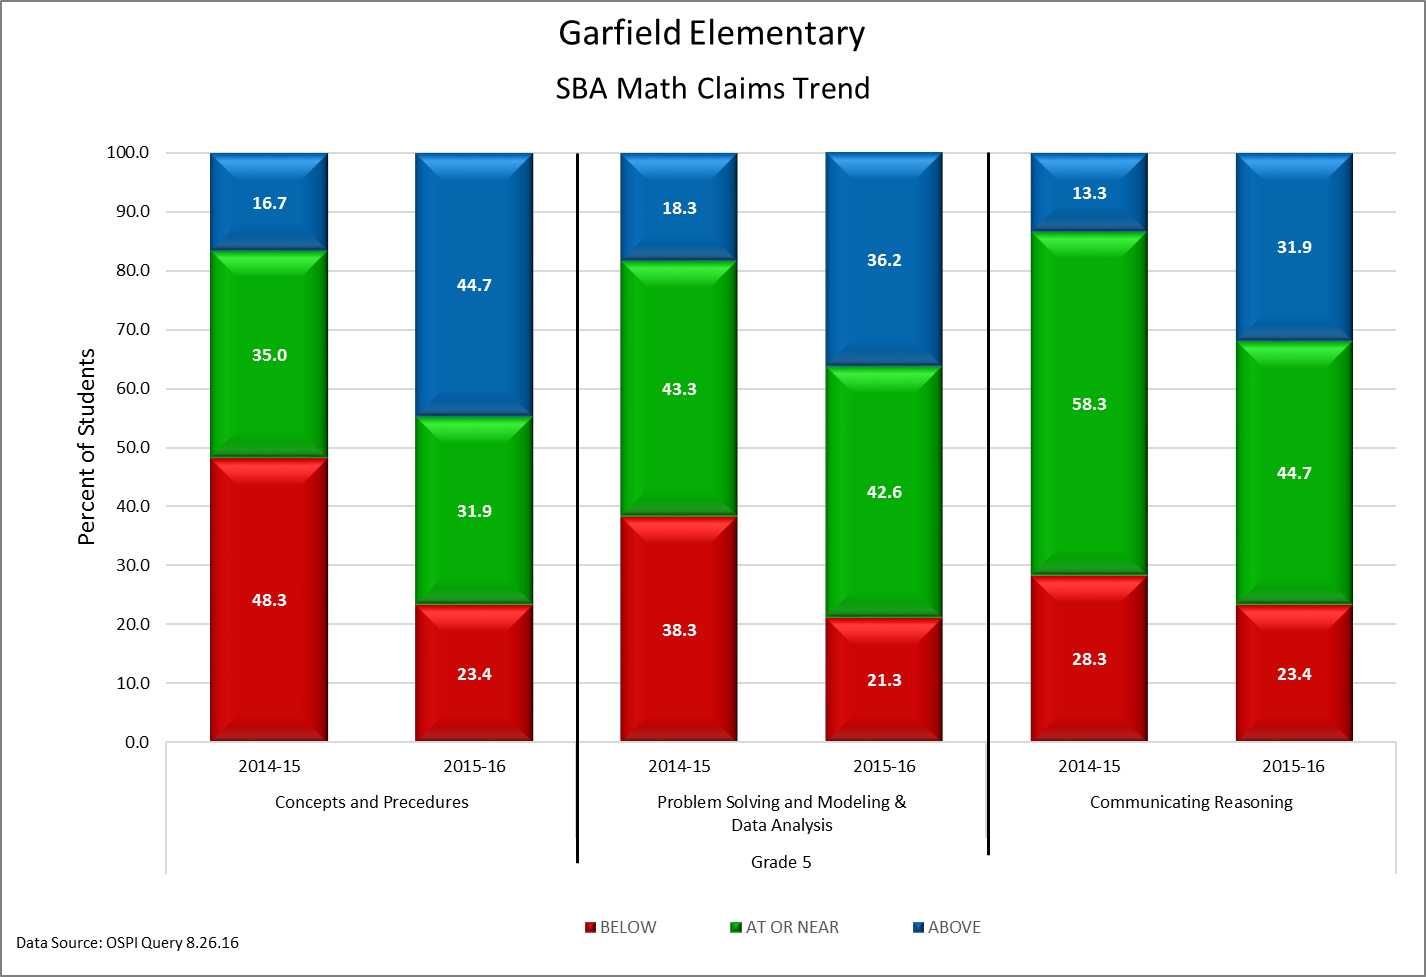 Garfield Elementary
SBA Math Claims Trend
Percent of Students
100.0
90.0
80.0
70.0
60.0
50.0
40.0
30.0
20.0
10.0
0.0
16.7
35.0
48.3
44.7
31.9
23.4
18.3
43.3
38.3
36.2
42.6
21.3
13.3
58.3
28.3
31.9
44.7
23.4
2014-15 2015-16 2014-15 2015-16 2014-15 2015-16
Concepts and Precedures
Problem Solving and Modeling &
Data Analysis
Communicating Reasoning
Grade 5
BELOW AT OR NEAR ABOVE
Data Source: OSPI Query 8.26.16